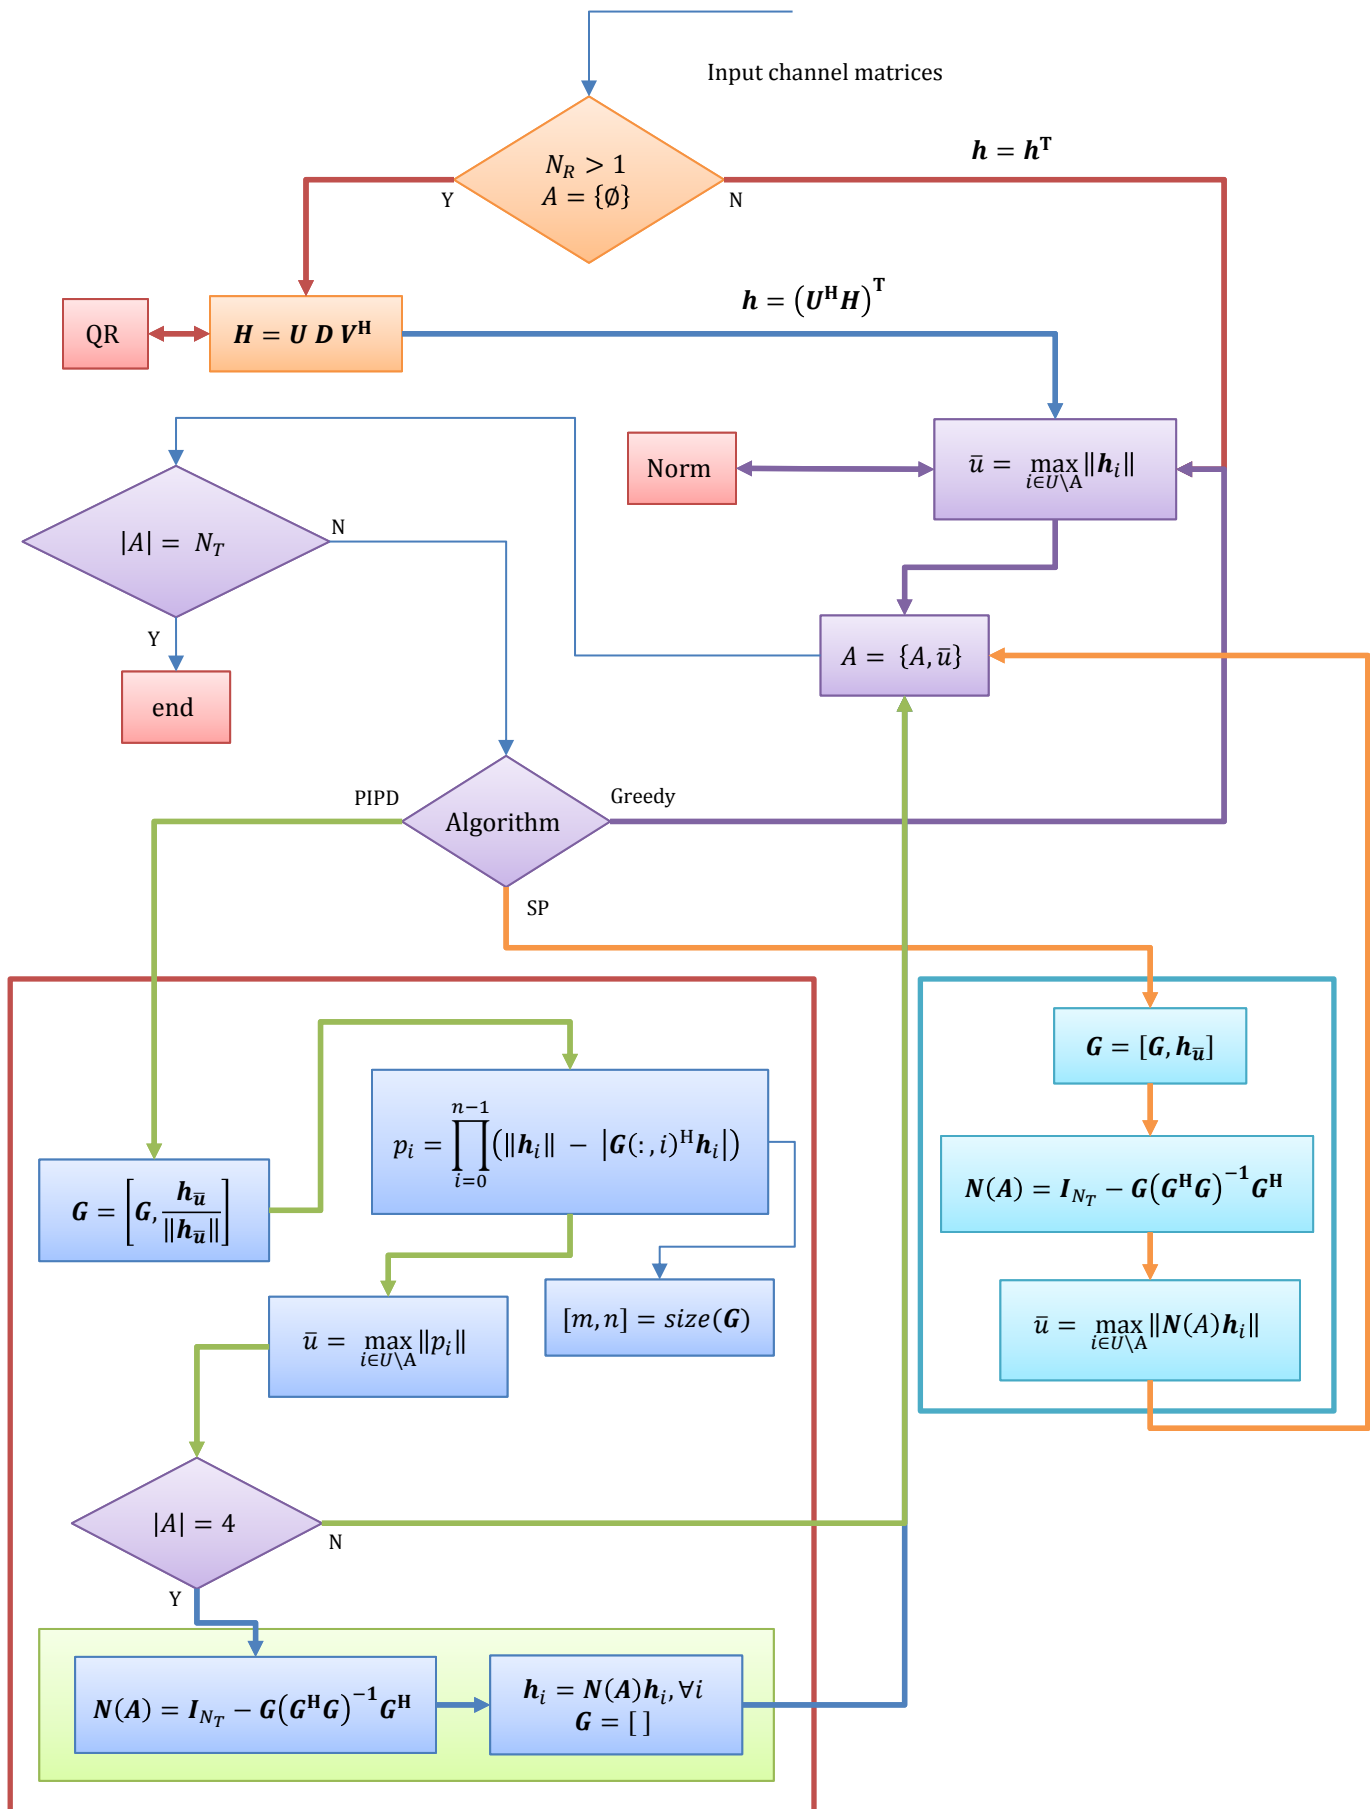 Input channel matrices
N_R > 1
A = {∅}
Y
N
h = h^T
QR
H = U D V^H
h = (U^H H)^T
Norm
ū = max_{i∈U\A} ‖h_i‖
|A| = N_T
N
Y
end
A = {A, ū}
PIPD
Algorithm
Greedy
SP
G = [G, h_ū / ‖h_ū‖]
p_i = ∏_{i=0}^{n−1} (‖h_i‖ − |G(:, i)^H h_i|)
[m, n] = size(G)
ū = max_{i∈U\A} ‖p_i‖
|A| = 4
N
Y
N(A) = I_{N_T} − G(G^H G)^{−1} G^H
h_i = N(A)h_i, ∀i
G = [ ]
G = [G, h_ū]
N(A) = I_{N_T} − G(G^H G)^{−1} G^H
ū = max_{i∈U\A} ‖N(A)h_i‖